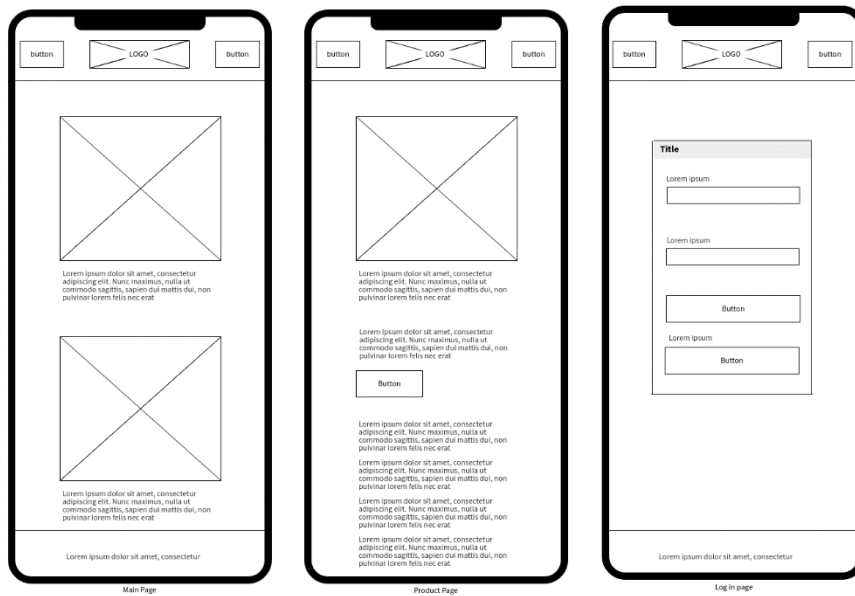 button
LOGO
button
Lorem ipsum dolor sit amet, consectetur
adipiscing elit. Nunc maximus, nulla ut
commodo sagittis, sapien dui mattis dui, non
pulvinar lorem felis nec erat
Lorem ipsum dolor sit amet, consectetur
adipiscing elit. Nunc maximus, nulla ut
commodo sagittis, sapien dui mattis dui, non
pulvinar lorem felis nec erat
Lorem ipsum dolor sit amet, consectetur
Main Page
button
LOGO
button
Lorem ipsum dolor sit amet, consectetur
adipiscing elit. Nunc maximus, nulla ut
commodo sagittis, sapien dui mattis dui, non
pulvinar lorem felis nec erat
Lorem ipsum dolor sit amet, consectetur
adipiscing elit. Nunc maximus, nulla ut
commodo sagittis, sapien dui mattis dui, non
pulvinar lorem felis nec erat
Button
Lorem ipsum dolor sit amet, consectetur
adipiscing elit. Nunc maximus, nulla ut
commodo sagittis, sapien dui mattis dui, non
pulvinar lorem felis nec erat
Lorem ipsum dolor sit amet, consectetur
adipiscing elit. Nunc maximus, nulla ut
commodo sagittis, sapien dui mattis dui, non
pulvinar lorem felis nec erat
Lorem ipsum dolor sit amet, consectetur
adipiscing elit. Nunc maximus, nulla ut
commodo sagittis, sapien dui mattis dui, non
pulvinar lorem felis nec erat
Lorem ipsum dolor sit amet, consectetur
adipiscing elit. Nunc maximus, nulla ut
commodo sagittis, sapien dui mattis dui, non
pulvinar lorem felis nec erat
Product Page
button
LOGO
button
Title
Lorem ipsum
Lorem ipsum
Button
Lorem ipsum
Button
Lorem ipsum dolor sit amet, consectetur
Log in page